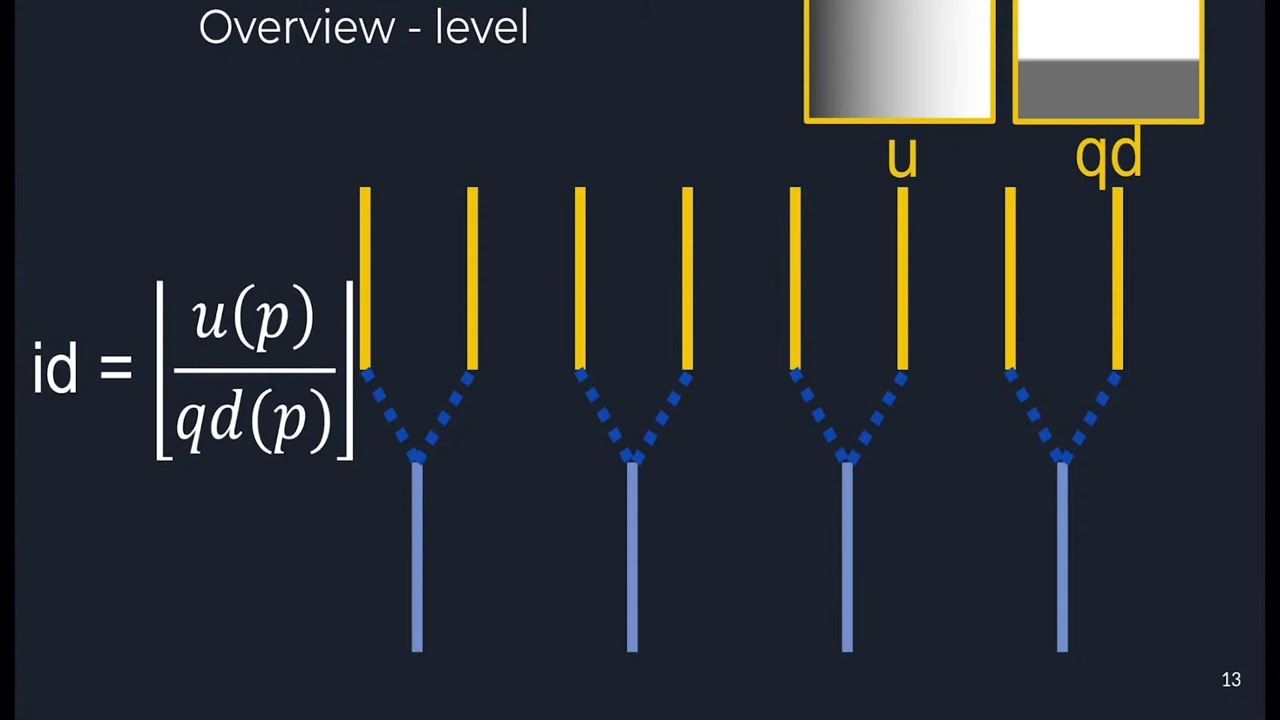 Overview - level
u
qd
id = ⌊u(p)/qd(p)⌋
13